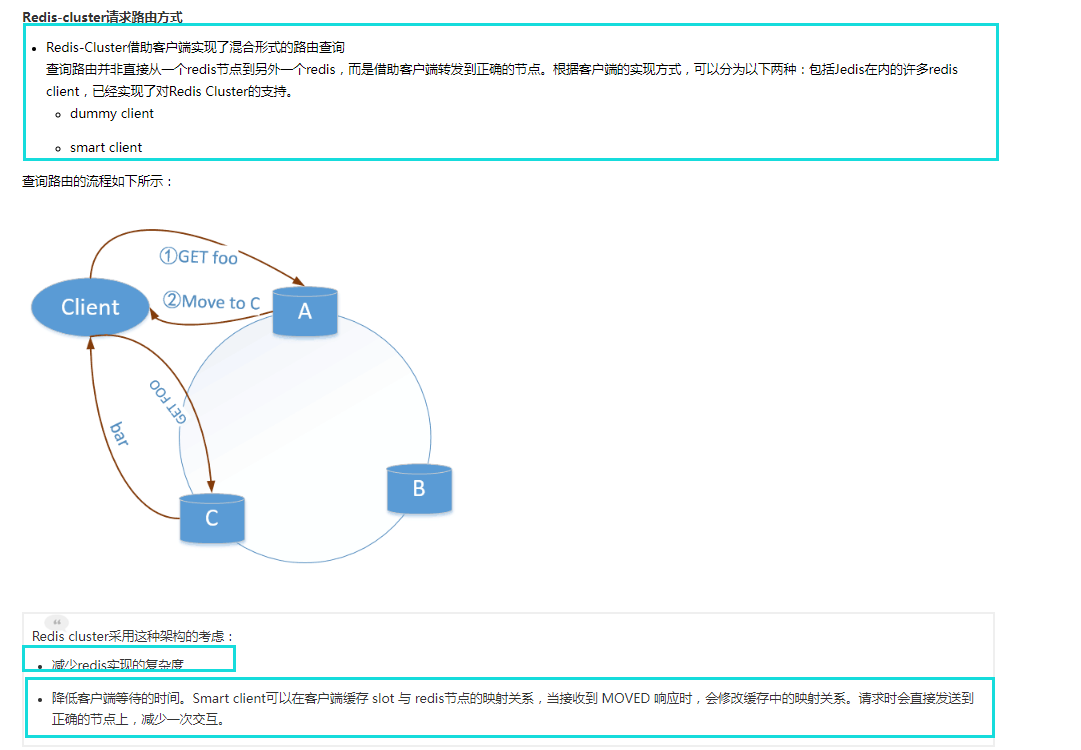 Redis-cluster请求路由方式
Redis-Cluster借助客户端实现了混合形式的路由查询
查询路由并非直接从一个redis节点到另外一个redis，而是借助客户端转发到正确的节点。根据客户端的实现方式，可以分为以下两种：包括Jedis在内的许多redis
client，已经实现了对Redis Cluster的支持。
dummy client
smart client
查询路由的流程如下所示：
①GET foo
②Move to C
Client
A
GET FOO
bar
B
C
Redis cluster采用这种架构的考虑：
减少redis实现的复杂度
降低客户端等待的时间。Smart client可以在客户端缓存 slot 与 redis节点的映射关系，当接收到 MOVED 响应时，会修改缓存中的映射关系。请求时会直接发送到
正确的节点上，减少一次交互。